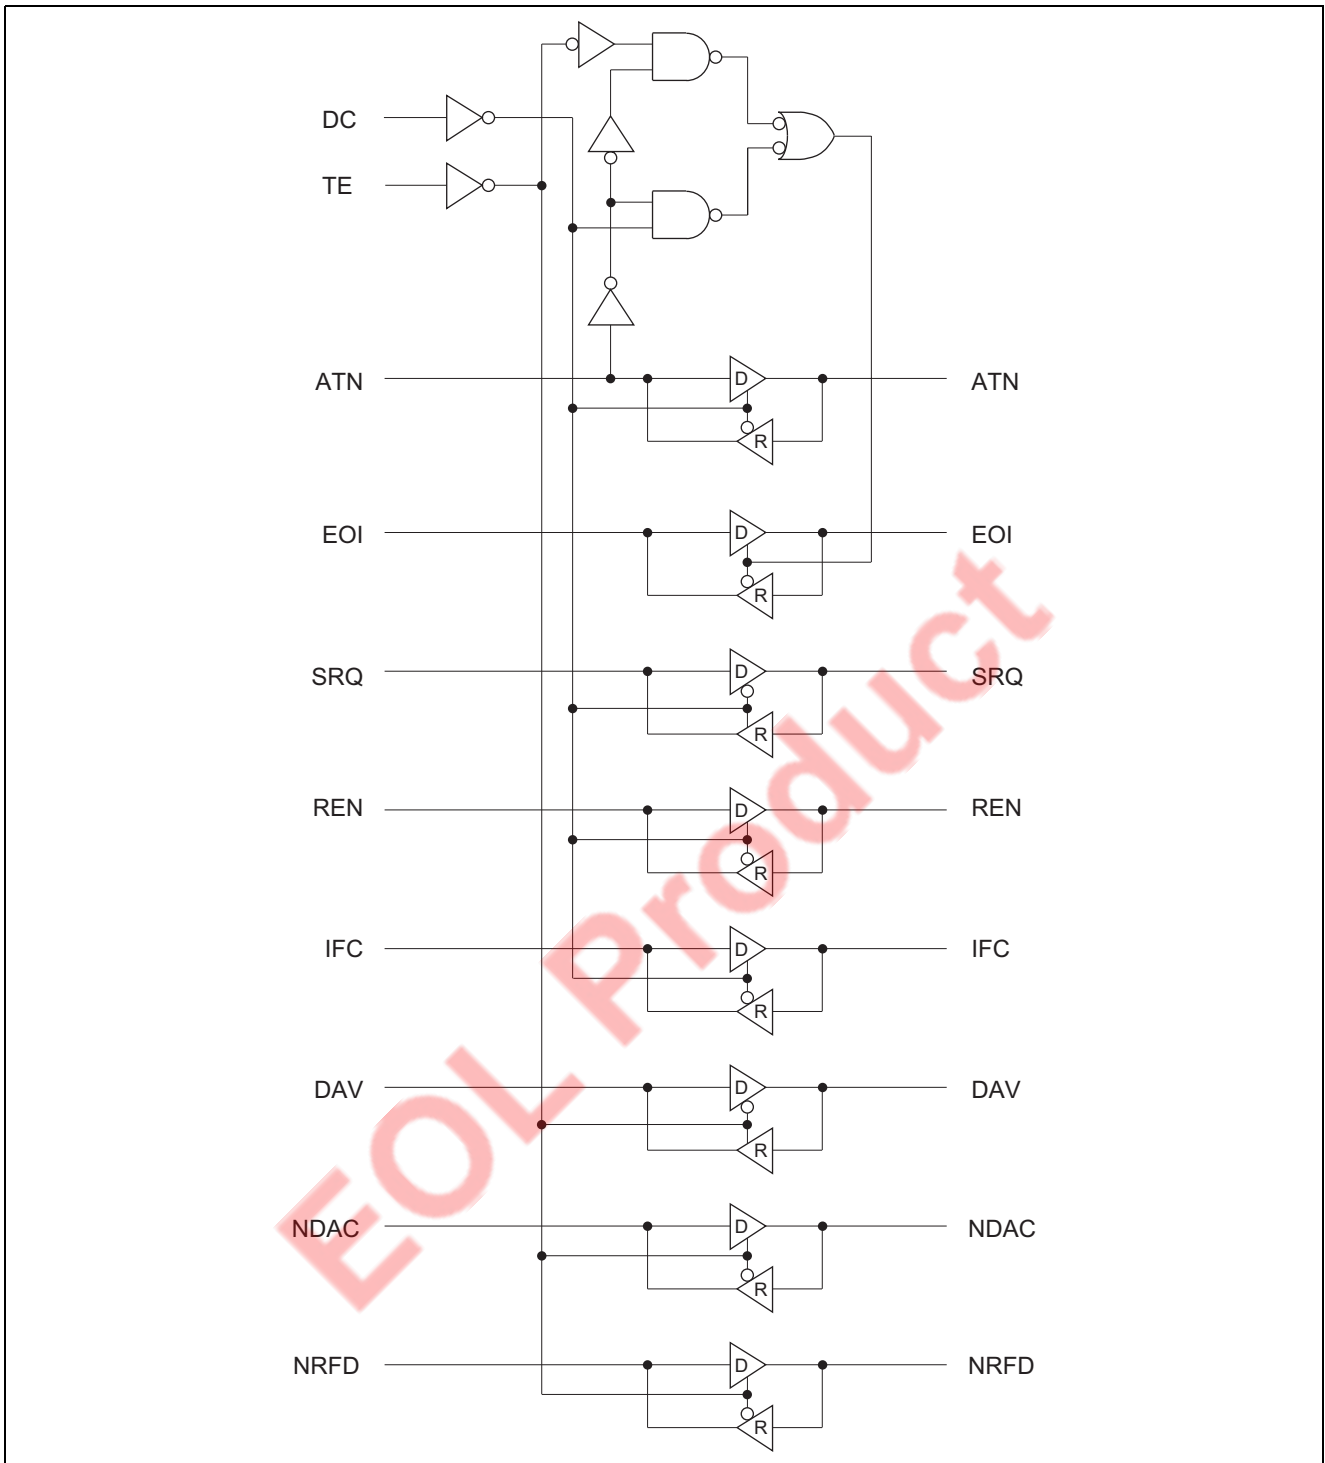 DC
TE
ATN D ATN
R
EOI D EOI
R
SRQ D SRQ
R
REN D REN
R
IFC D IFC
R
DAV D DAV
R
NDAC D NDAC
R
NRFD D NRFD
R
EOL Product